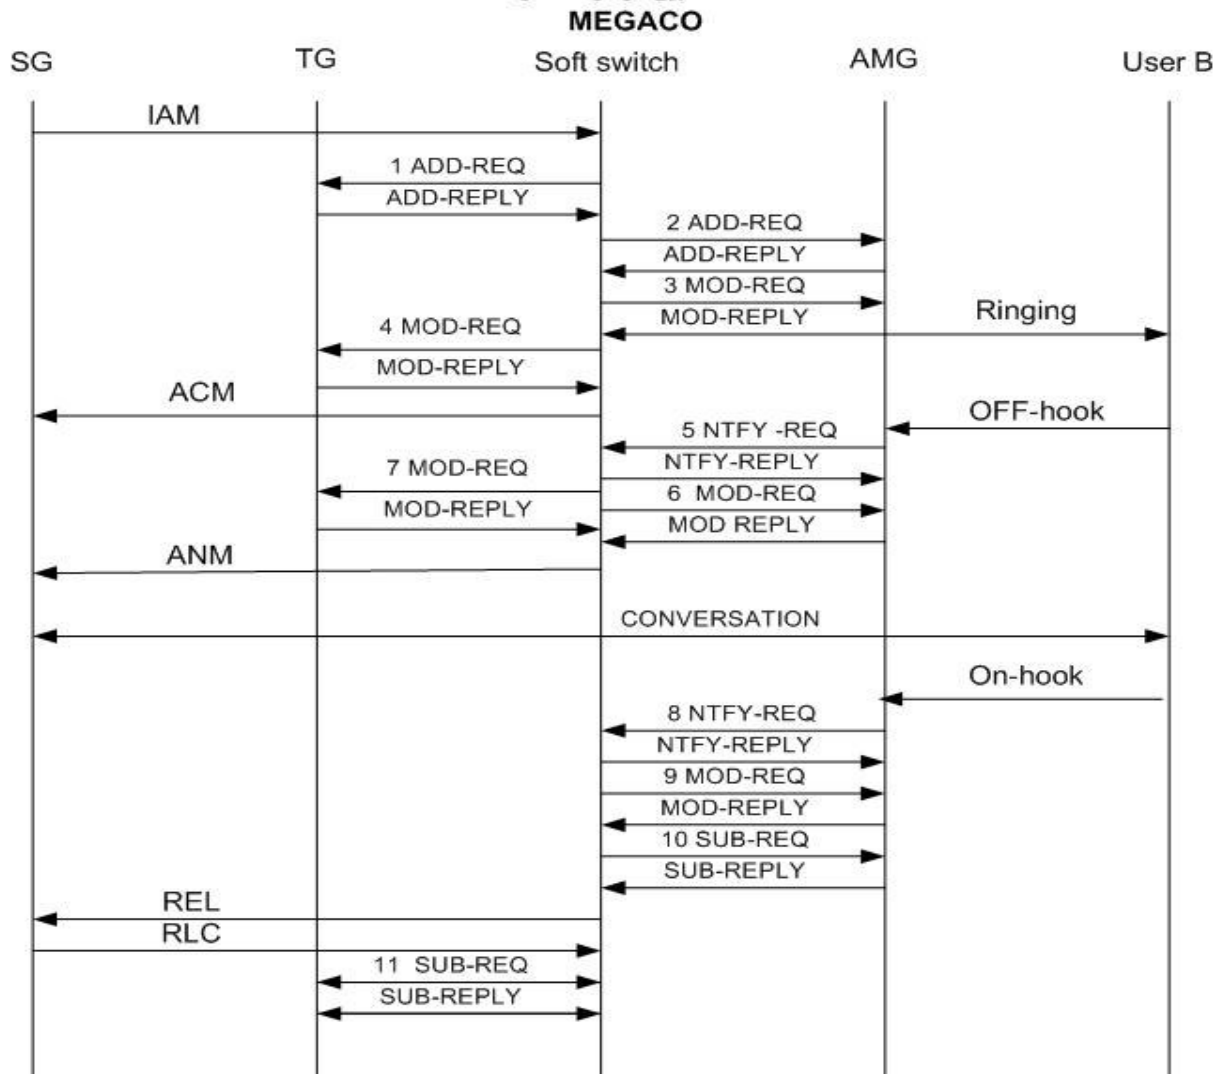 MEGACO
SG TG Soft switch AMG User B
IAM
1 ADD-REQ
ADD-REPLY
2 ADD-REQ
ADD-REPLY
3 MOD-REQ
MOD-REPLY
Ringing
4 MOD-REQ
MOD-REPLY
ACM
OFF-hook
5 NTFY -REQ
NTFY-REPLY
7 MOD-REQ
6 MOD-REQ
MOD-REPLY
MOD REPLY
ANM
CONVERSATION
On-hook
8 NTFY-REQ
NTFY-REPLY
9 MOD-REQ
MOD-REPLY
10 SUB-REQ
SUB-REPLY
REL
RLC
11 SUB-REQ
SUB-REPLY